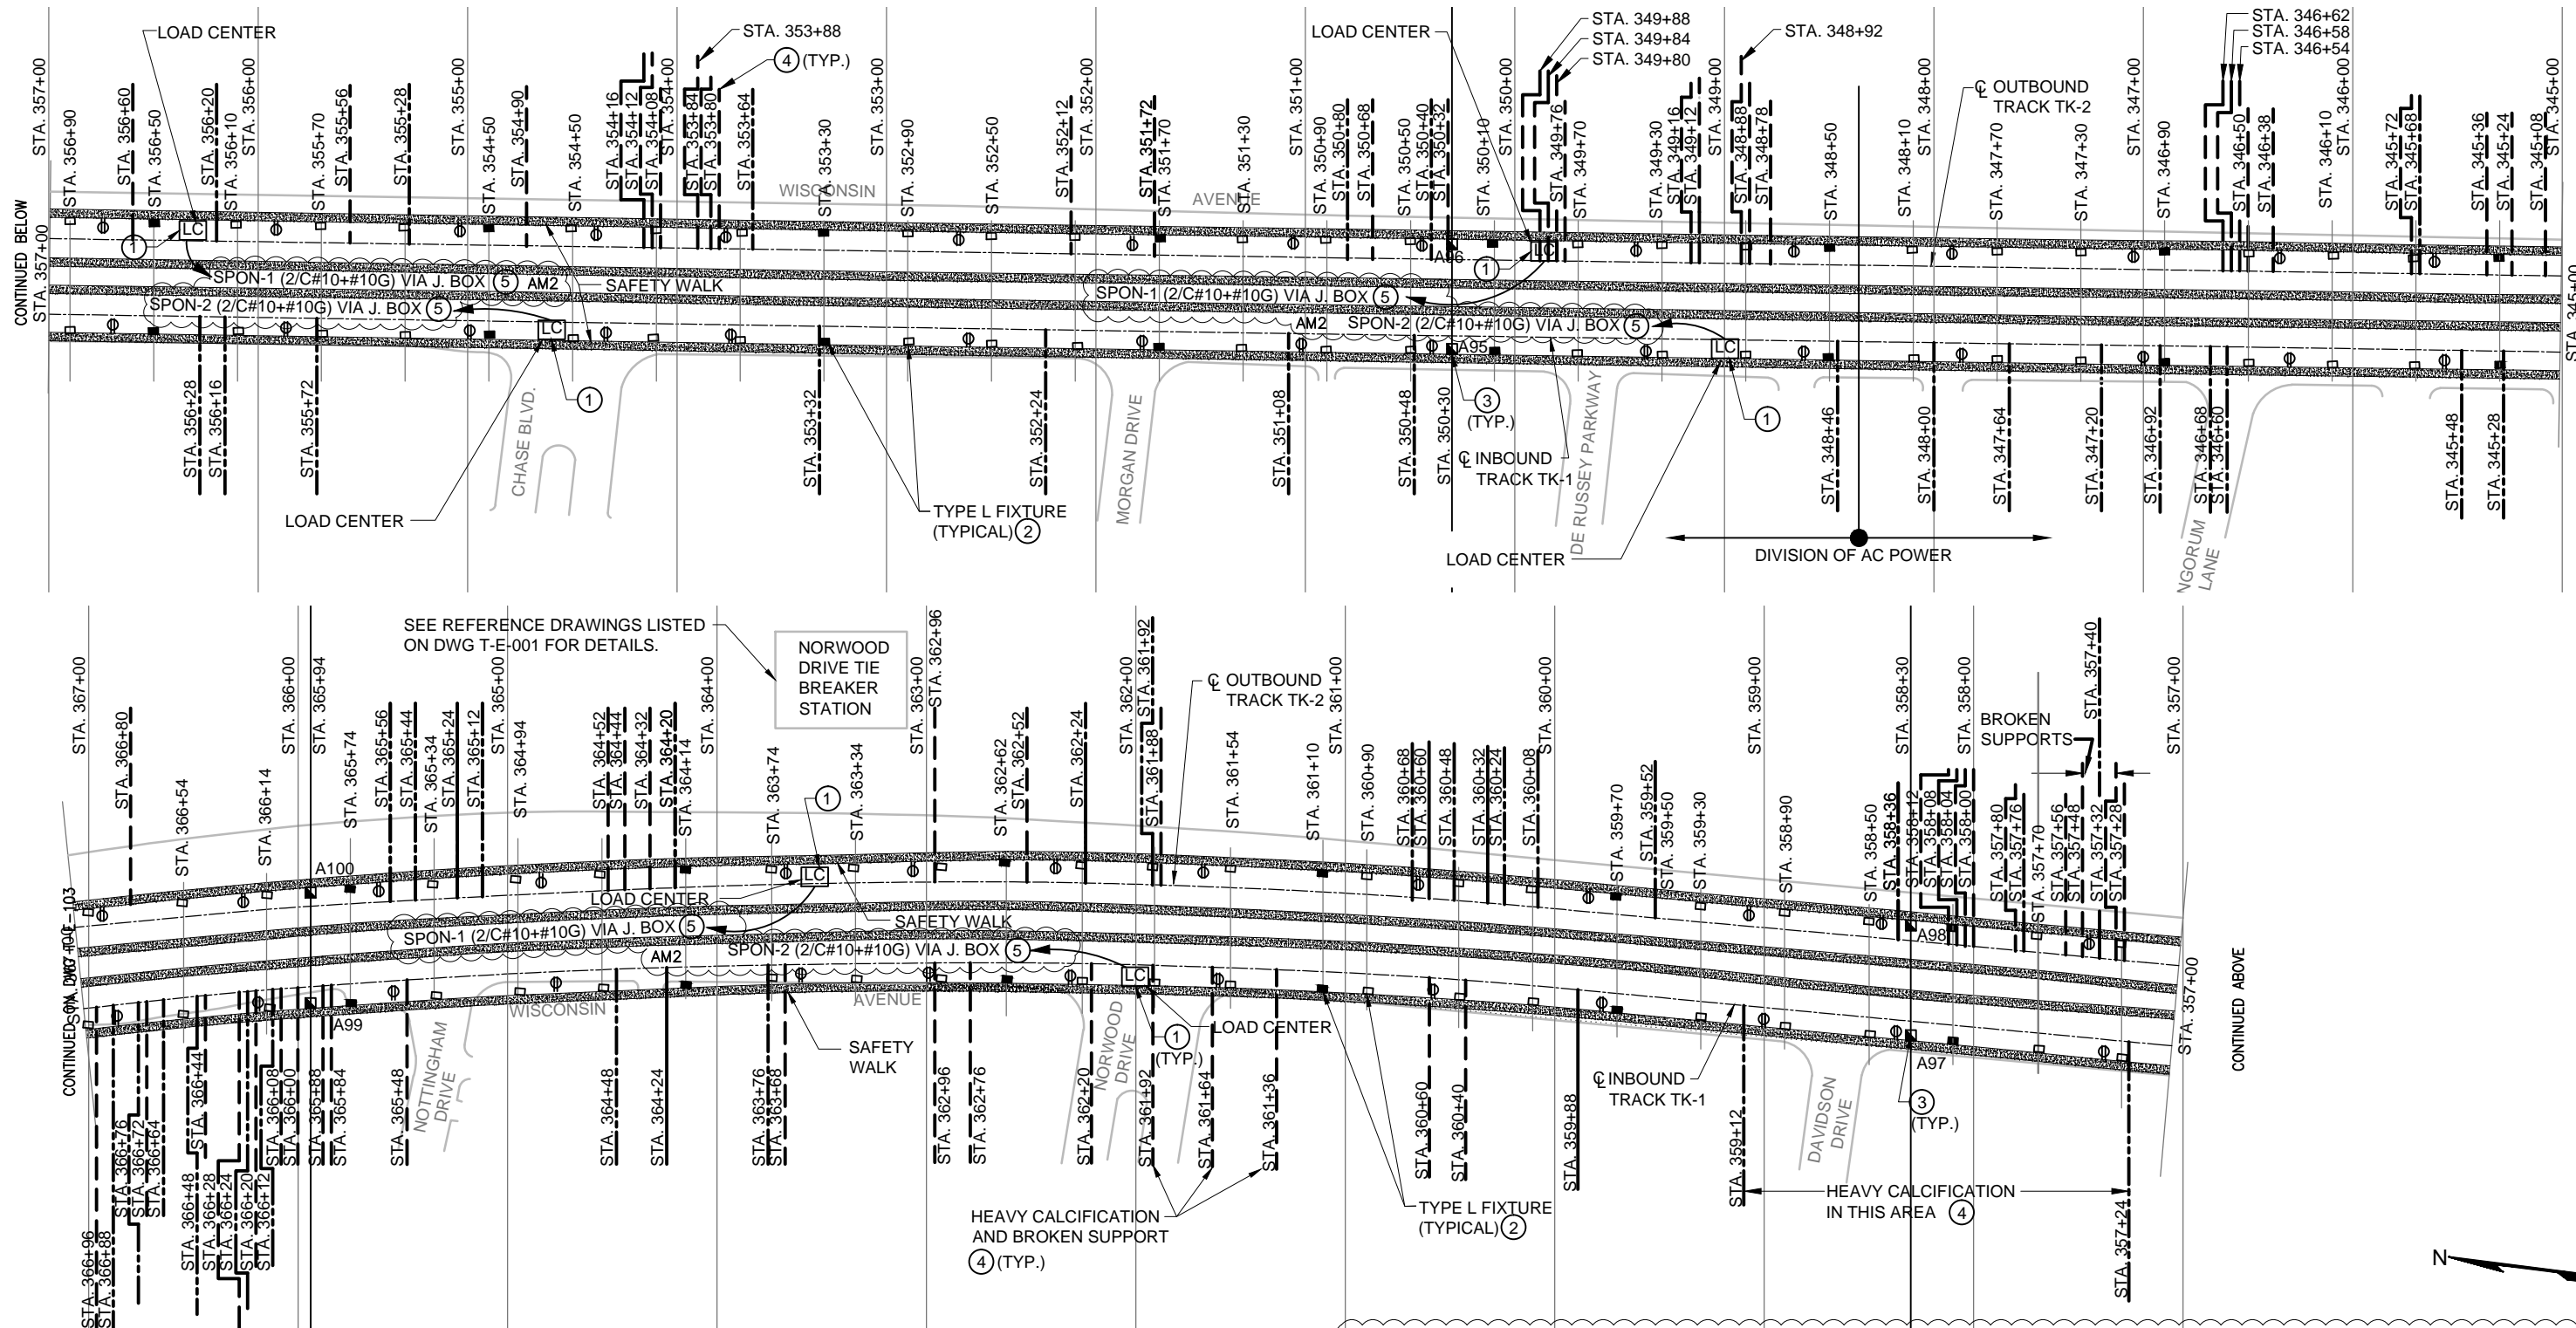 LOAD CENTER
STA. 353+88
4 (TYP.)
LOAD CENTER
STA. 349+88
STA. 349+84
STA. 349+80
STA. 348+92
STA. 346+62
STA. 346+58
STA. 346+54
℄ OUTBOUND
TRACK TK-2
STA. 357+00
STA. 356+90
STA. 356+60
STA. 356+50
STA. 356+20
STA. 356+10
STA. 356+00
STA. 355+70
STA. 355+56
STA. 355+28
STA. 355+00
STA. 354+50
STA. 354+90
STA. 354+50
STA. 354+16
STA. 354+12
STA. 354+08
STA. 354+00
STA. 353+84
STA. 353+80
STA. 353+64
STA. 353+30
STA. 353+00
STA. 352+90
STA. 352+50
STA. 352+12
STA. 352+00
STA. 351+72
STA. 351+70
STA. 351+30
STA. 351+00
STA. 350+90
STA. 350+80
STA. 350+68
STA. 350+50
STA. 350+40
STA. 350+32
STA. 350+10
STA. 350+00
STA. 349+76
STA. 349+70
STA. 349+30
STA. 349+16
STA. 349+12
STA. 349+00
STA. 348+88
STA. 348+78
STA. 348+50
STA. 348+10
STA. 348+00
STA. 347+70
STA. 347+30
STA. 347+00
STA. 346+90
STA. 346+50
STA. 346+38
STA. 346+10
STA. 346+00
STA. 345+72
STA. 345+68
STA. 345+36
STA. 345+24
STA. 345+08
STA. 345+00
WISCONSIN
AVENUE
CONTINUED BELOW
STA. 357+00
1
LC
LC
A96
1
SPON-1 (2/C#10+#10G) VIA J. BOX 5
AM2
SAFETY WALK
SPON-2 (2/C#10+#10G) VIA J. BOX 5
LC
SPON-1 (2/C#10+#10G) VIA J. BOX 5
AM2
SPON-2 (2/C#10+#10G) VIA J. BOX 5
A95
LC
STA. 345+00
STA. 356+28
STA. 356+16
STA. 355+72
CHASE BLVD.
1
STA. 353+32
STA. 352+24
MORGAN DRIVE
STA. 351+08
STA. 350+48
STA. 350+30
3
(TYP.)
℄ INBOUND
TRACK TK-1
DE RUSSEY PARKWAY
1
STA. 348+46
STA. 348+00
STA. 347+64
STA. 347+20
STA. 346+92
STA. 346+68
STA. 346+60
STA. 345+48
STA. 345+28
LOAD CENTER
TYPE L FIXTURE
(TYPICAL) 2
LOAD CENTER
DIVISION OF AC POWER
NGORUM
LANE
SEE REFERENCE DRAWINGS LISTED
ON DWG T-E-001 FOR DETAILS.
NORWOOD
DRIVE TIE
BREAKER
STATION
℄ OUTBOUND
TRACK TK-2
BROKEN
SUPPORTS
STA. 367+00
STA. 366+80
STA. 366+54
STA. 366+14
STA. 366+00
STA. 365+94
STA. 365+74
STA. 365+56
STA. 365+44
STA. 365+34
STA. 365+24
STA. 365+12
STA. 365+00
STA. 364+94
STA. 364+52
STA. 364+44
STA. 364+32
STA. 364+20
STA. 364+14
STA. 364+00
STA. 363+74
STA. 363+34
STA. 363+00
STA. 362+96
STA. 362+62
STA. 362+52
STA. 362+24
STA. 362+00
STA. 361+92
STA. 361+88
STA. 361+54
STA. 361+10
STA. 361+00
STA. 360+90
STA. 360+68
STA. 360+60
STA. 360+48
STA. 360+32
STA. 360+24
STA. 360+08
STA. 360+00
STA. 359+70
STA. 359+52
STA. 359+50
STA. 359+30
STA. 359+00
STA. 358+90
STA. 358+50
STA. 358+36
STA. 358+30
STA. 358+12
STA. 358+08
STA. 358+04
STA. 358+00
STA. 358+00
STA. 357+80
STA. 357+76
STA. 357+70
STA. 357+56
STA. 357+48
STA. 357+40
STA. 357+32
STA. 357+28
STA. 357+00
1
A100
LC
LOAD CENTER
SAFETY WALK
A98
SPON-1 (2/C#10+#10G) VIA J. BOX 5
AM2
SPON-2 (2/C#10+#10G) VIA J. BOX 5
LC
CONTINUED ON DWG
WISCONSIN
AVENUE
A99
LOAD CENTER
1
(TYP.)
SAFETY
WALK
NOTTINGHAM
DRIVE
NORWOOD
DRIVE
℄ INBOUND
TRACK TK-1
DAVIDSON
DRIVE
A97
3
(TYP.)
STA. 357+00
CONTINUED ABOVE
STA. 366+96
STA. 366+88
STA. 366+76
STA. 366+72
STA. 366+64
STA. 366+48
STA. 366+44
STA. 366+28
STA. 366+24
STA. 366+20
STA. 366+12
STA. 366+08
STA. 366+00
STA. 365+88
STA. 365+84
STA. 365+48
STA. 364+48
STA. 364+24
STA. 363+76
STA. 363+68
STA. 362+96
STA. 362+76
STA. 362+20
STA. 361+92
STA. 361+64
STA. 361+36
STA. 360+60
STA. 360+40
STA. 359+88
STA. 359+12
STA. 357+24
HEAVY CALCIFICATION
AND BROKEN SUPPORT
4 (TYP.)
TYPE L FIXTURE
(TYPICAL) 2
HEAVY CALCIFICATION
IN THIS AREA 4
N